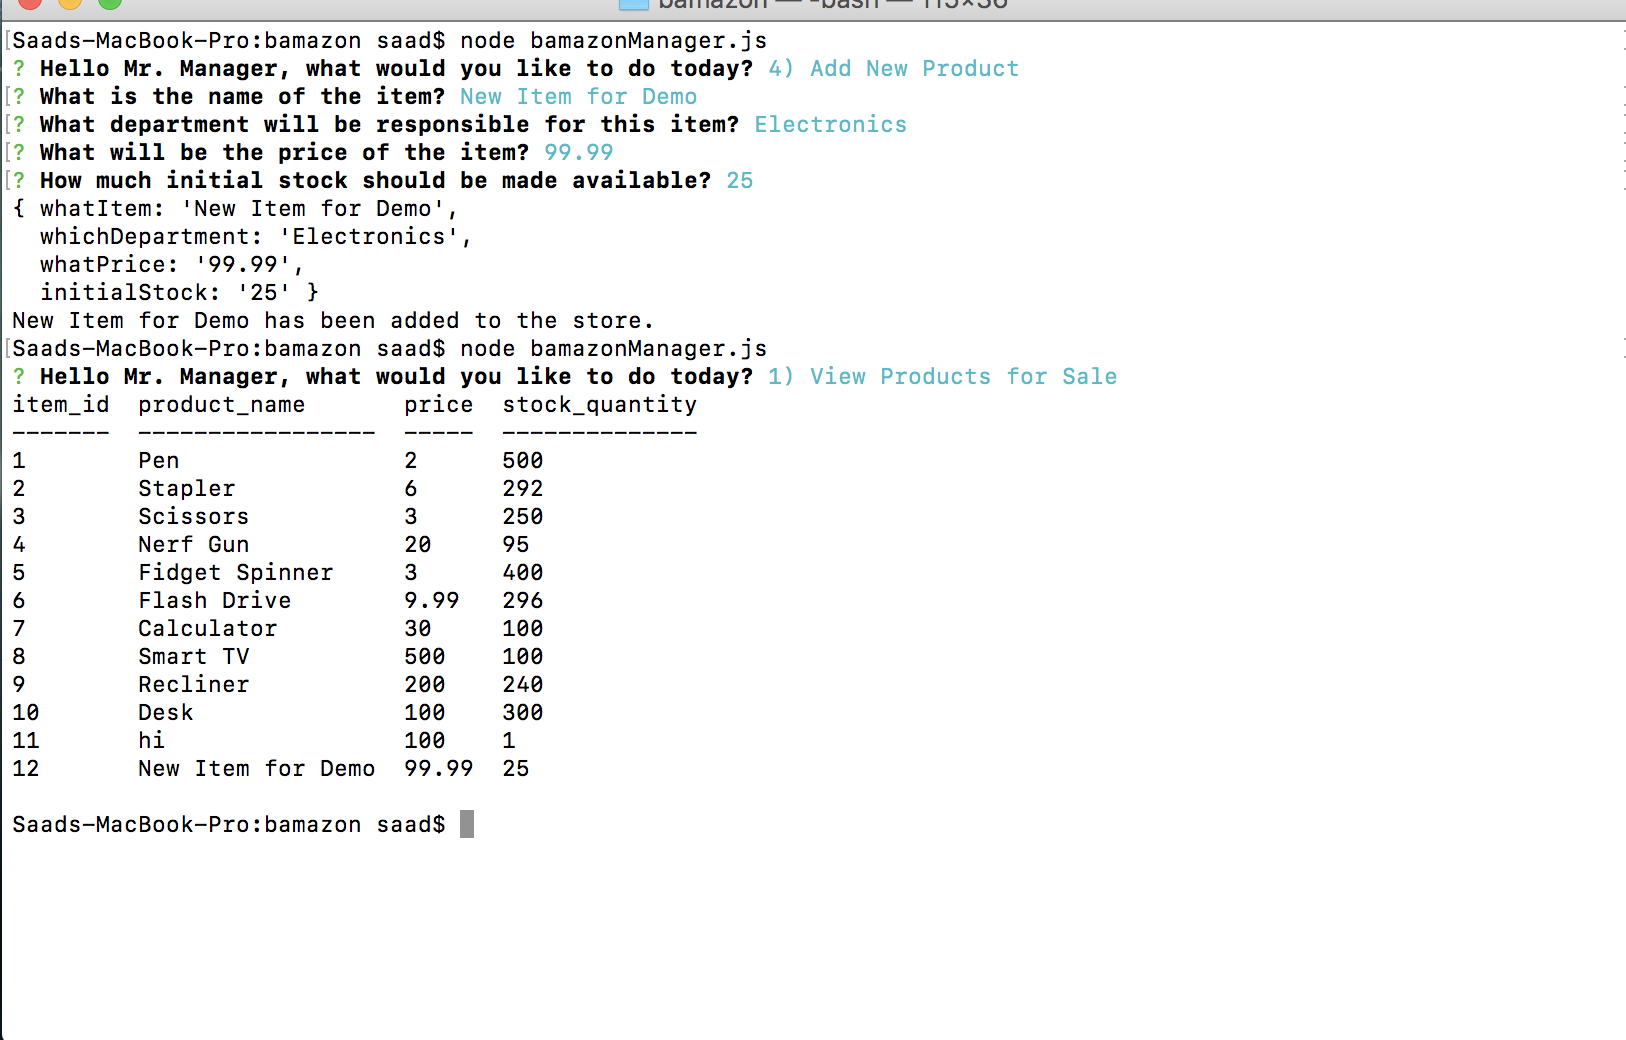 bamazon — -bash — 115×36
Saads-MacBook-Pro:bamazon saad$ node bamazonManager.js
? Hello Mr. Manager, what would you like to do today? 4) Add New Product
? What is the name of the item? New Item for Demo
? What department will be responsible for this item? Electronics
? What will be the price of the item? 99.99
? How much initial stock should be made available? 25
{ whatItem: 'New Item for Demo',
  whichDepartment: 'Electronics',
  whatPrice: '99.99',
  initialStock: '25' }
New Item for Demo has been added to the store.
Saads-MacBook-Pro:bamazon saad$ node bamazonManager.js
? Hello Mr. Manager, what would you like to do today? 1) View Products for Sale
item_id  product_name       price  stock_quantity
-------  -----------------  -----  --------------
1        Pen                2      500
2        Stapler            6      292
3        Scissors           3      250
4        Nerf Gun           20     95
5        Fidget Spinner     3      400
6        Flash Drive        9.99   296
7        Calculator         30     100
8        Smart TV           500    100
9        Recliner           200    240
10       Desk               100    300
11       hi                 100    1
12       New Item for Demo  99.99  25
Saads-MacBook-Pro:bamazon saad$